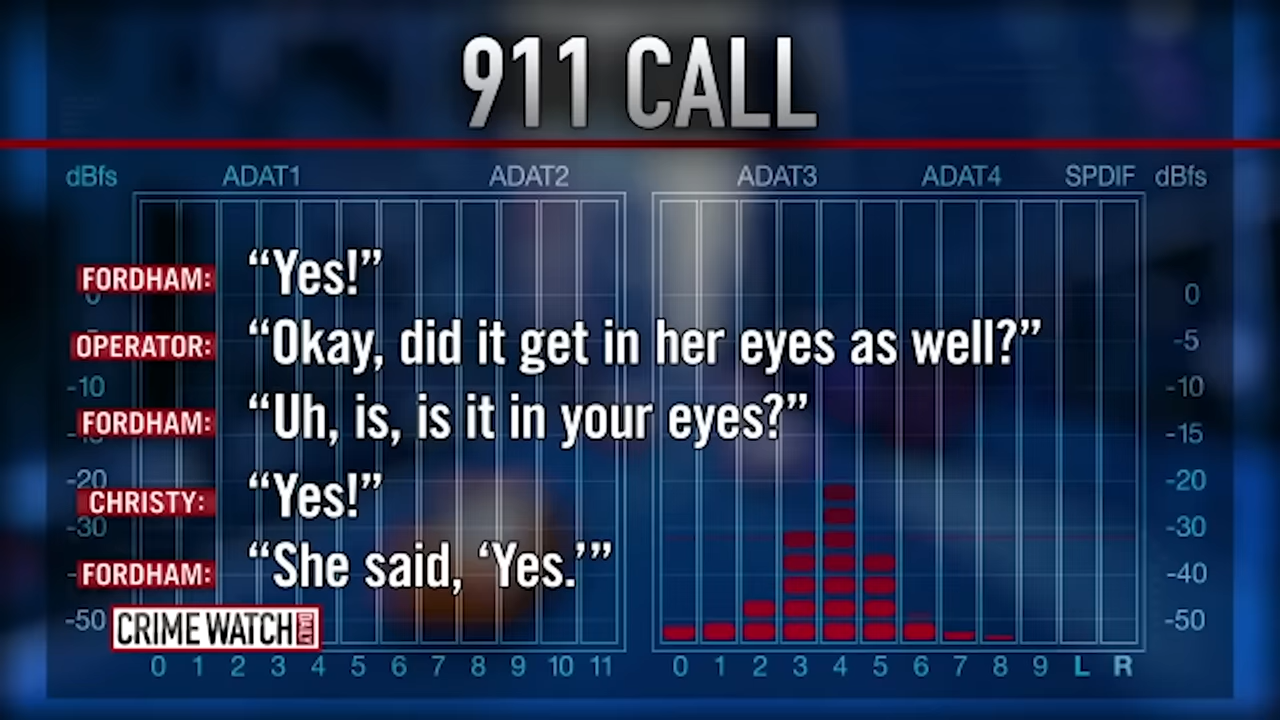 911 CALL
dBfs ADAT1 ADAT2 ADAT3 ADAT4 SPDIF dBfs
FORDHAM: “Yes!”
0 0
OPERATOR: “Okay, did it get in her eyes as well?”
-5
-10 -10
FORDHAM: “Uh, is, is it in your eyes?”
-15 -15
-20 -20
CHRISTY: “Yes!”
-30 -30
FORDHAM: “She said, ‘Yes.’”
-40
-50 -50
CRIME WATCH DAILY
0 1 2 3 4 5 6 7 8 9 10 11 0 1 2 3 4 5 6 7 8 9 L R